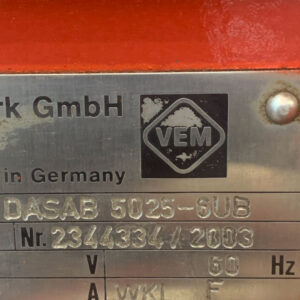 rk GmbH
VEM
in Germany
DASAB 5025-6UB
Nr. 2344334/2003
V 60 Hz
A WKL F